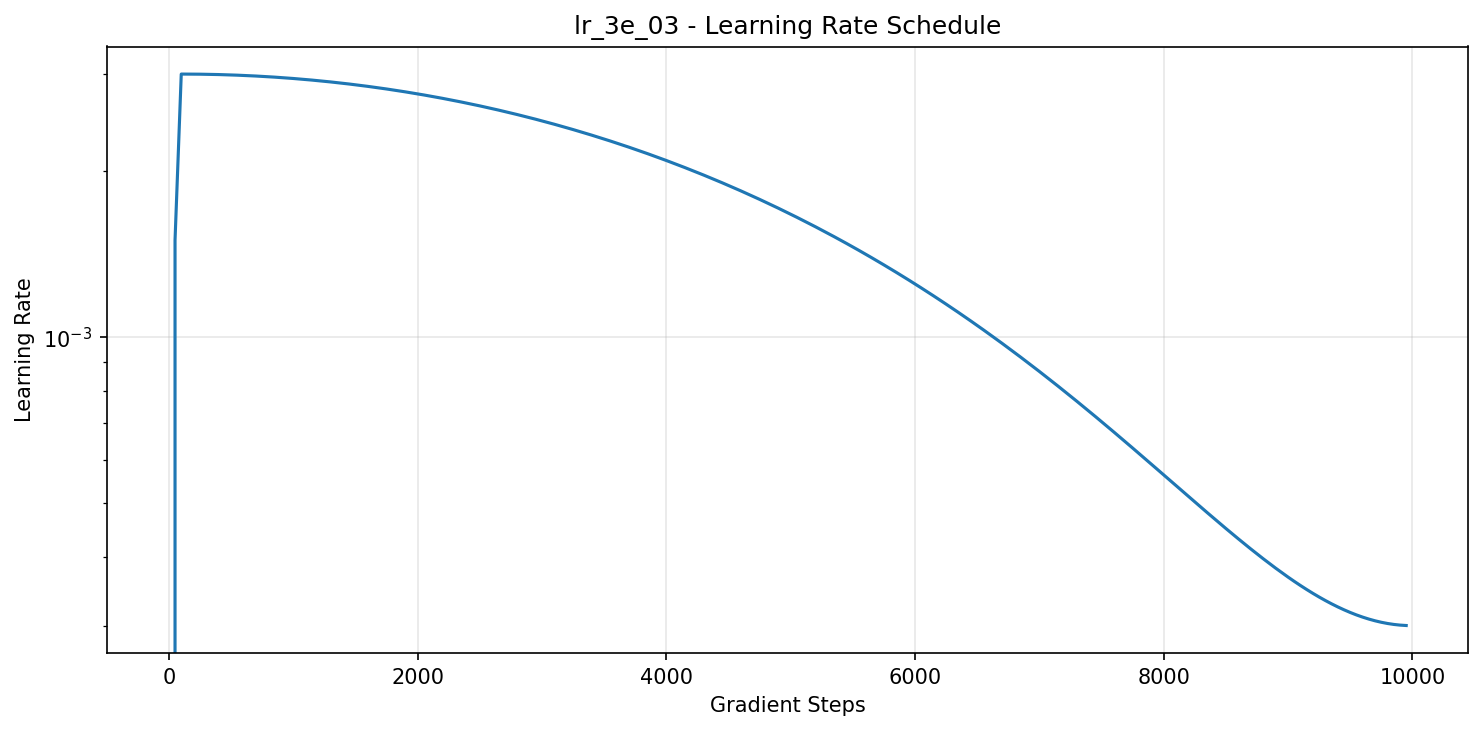 lr_3e_03 - Learning Rate Schedule
Learning Rate
10⁻³
0 2000 4000 6000 8000 10000
Gradient Steps